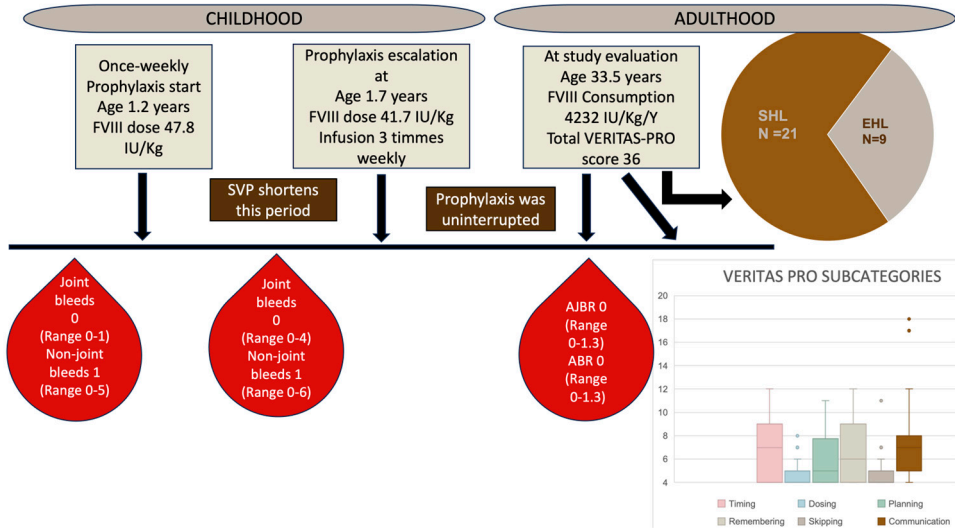 CHILDHOOD
ADULTHOOD
Once-weekly
Prophylaxis start
Age 1.2 years
FVIII dose 47.8
IU/Kg
Prophylaxis escalation
at
Age 1.7 years
FVIII dose 41.7 IU/Kg
Infusion 3 timmes
weekly
At study evaluation
Age 33.5 years
FVIII Consumption
4232 IU/Kg/Y
Total VERITAS-PRO
score 36
SHL
N =21
EHL
N=9
SVP shortens
this period
Prophylaxis was
uninterrupted
Joint
bleeds
0
(Range 0-1)
Non-joint
bleeds 1
(Range 0-5)
Joint
bleeds
0
(Range 0-4)
Non-joint
bleeds 1
(Range 0-6)
AJBR 0
(Range
0-1.3)
ABR 0
(Range
0-1.3)
VERITAS PRO SUBCATEGORIES
20
18
16
14
12
10
8
6
4
Timing
Dosing
Planning
Remembering
Skipping
Communication